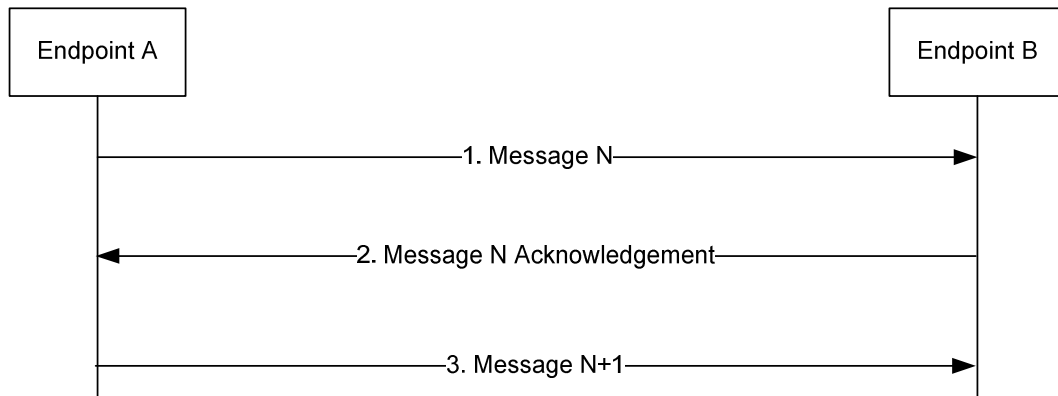 Endpoint A
Endpoint B
1. Message N
2. Message N Acknowledgement
3. Message N+1